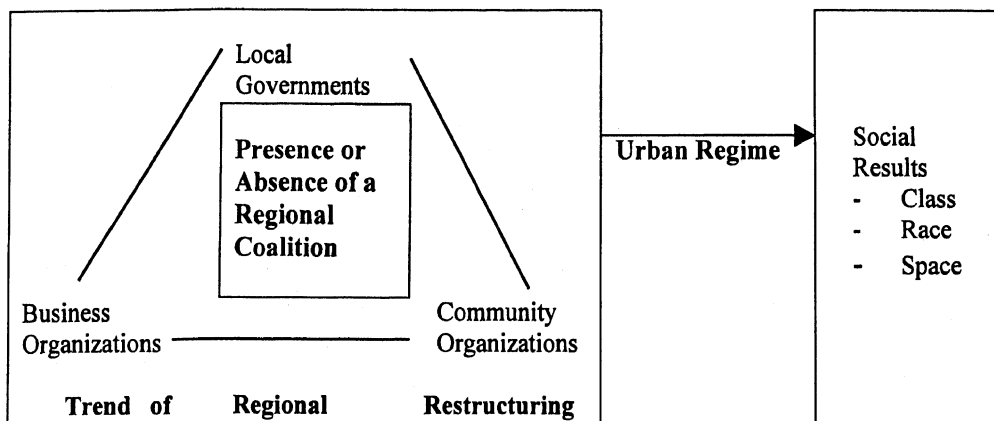 Local
Governments
Presence or
Absence of a
Regional
Coalition
Business
Organizations
Community
Organizations
Trend of Regional Restructuring
Urban Regime
Social
Results
- Class
- Race
- Space